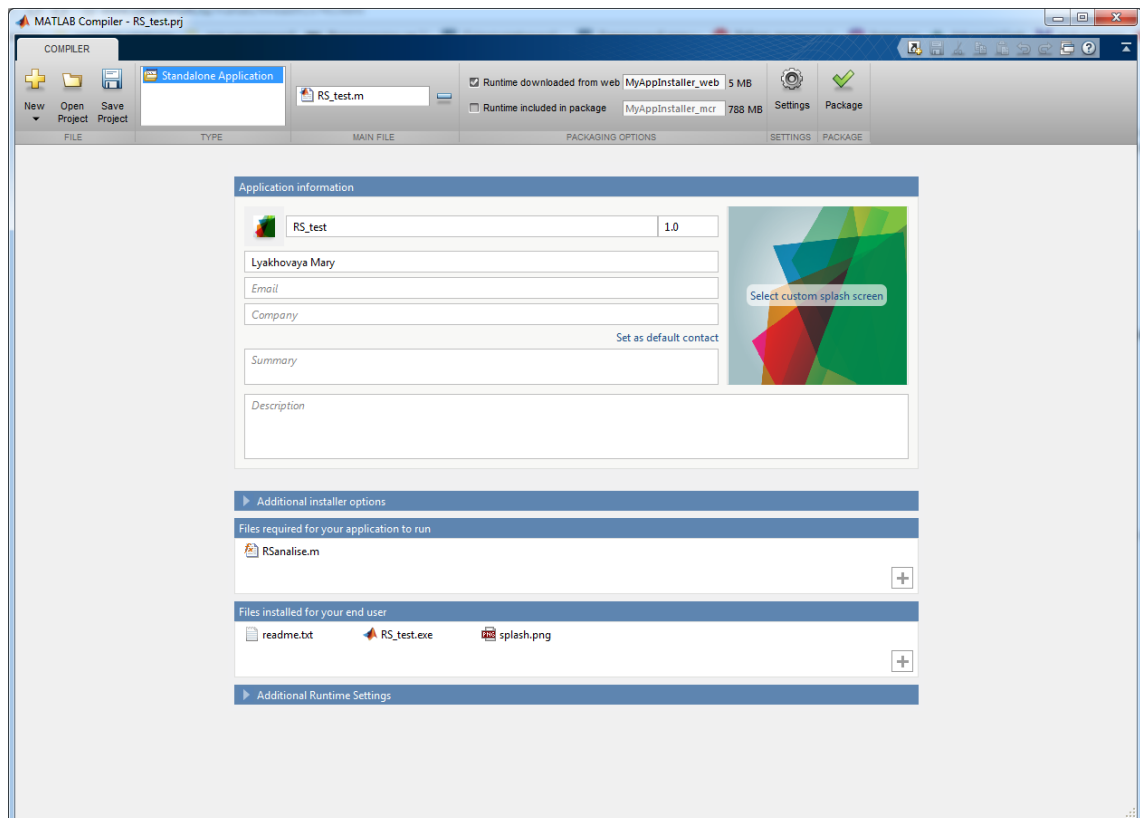 MATLAB Compiler - RS_test.prj
COMPILER
New
Open Project
Save Project
FILE
Standalone Application
TYPE
RS_test.m
MAIN FILE
Runtime downloaded from web MyAppInstaller_web 5 MB
Runtime included in package MyAppInstaller_mcr 788 MB
PACKAGING OPTIONS
Settings
SETTINGS
Package
PACKAGE
Application information
RS_test 1.0
Lyakhovaya Mary
Email
Company
Set as default contact
Summary
Select custom splash screen
Description
Additional installer options
Files required for your application to run
RSanalise.m
Files installed for your end user
readme.txt RS_test.exe splash.png
Additional Runtime Settings